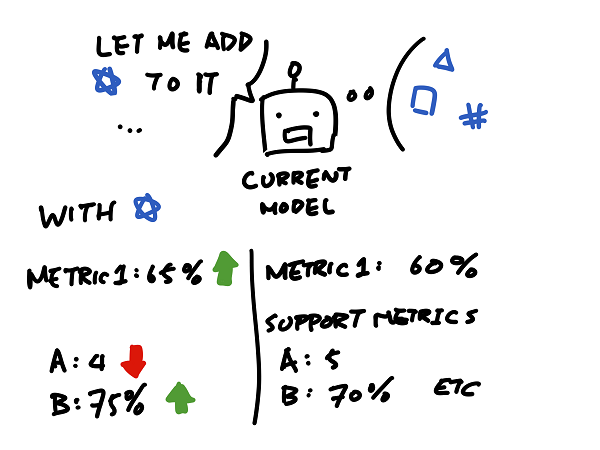 LET ME ADD
TO IT
...
CURRENT
MODEL
WITH
METRIC 1: 65%
A: 4
B: 75%
METRIC 1: 60%
SUPPORT METRICS
A: 5
B: 70% ETC